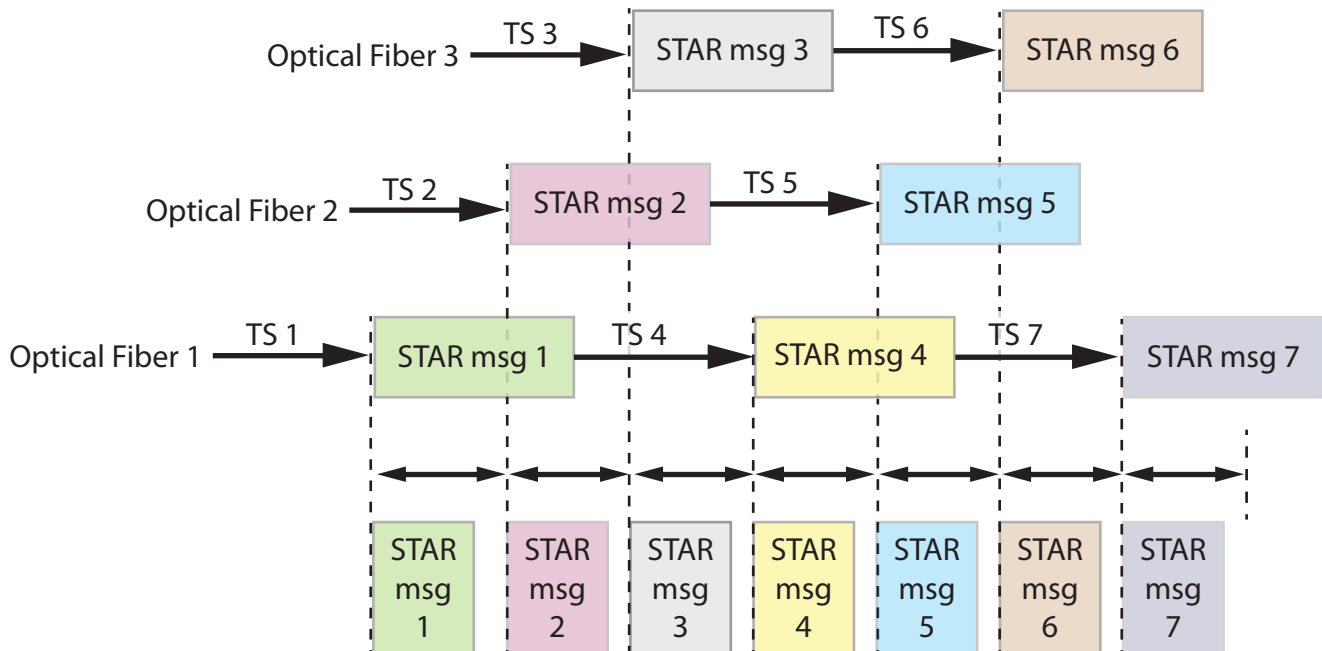 TS 3
TS 6
Optical Fiber 3
STAR msg 3
STAR msg 6
TS 2
TS 5
Optical Fiber 2
STAR msg 2
STAR msg 5
TS 1
TS 4
TS 7
Optical Fiber 1
STAR msg 1
STAR msg 4
STAR msg 7
STAR
msg
1
STAR
msg
2
STAR
msg
3
STAR
msg
4
STAR
msg
5
STAR
msg
6
STAR
msg
7